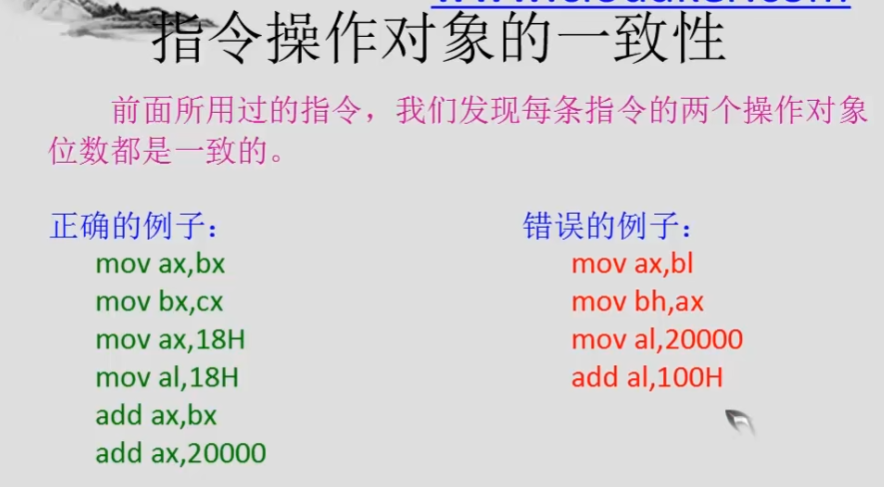 指令操作对象的一致性
前面所用过的指令，我们发现每条指令的两个操作对象
位数都是一致的。
正确的例子：
mov ax,bx
mov bx,cx
mov ax,18H
mov al,18H
add ax,bx
add ax,20000
错误的例子：
mov ax,bl
mov bh,ax
mov al,20000
add al,100H